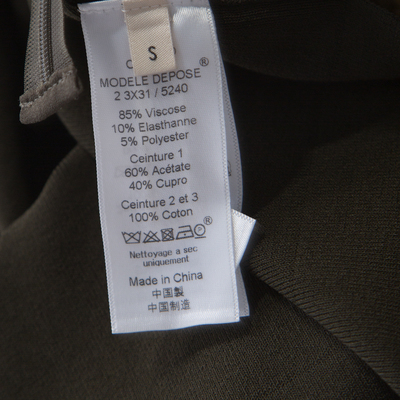 S
®
MODELE DEPOSE
2 3X31 / 5240
85% Viscose
10% Elasthanne
5% Polyester
Ceinture 1
60% Acétate
40% Cupro
Ceinture 2 et 3
100% Coton
®
P
Nettoyage a sec
uniquement
Made in China
中国製
中国制造